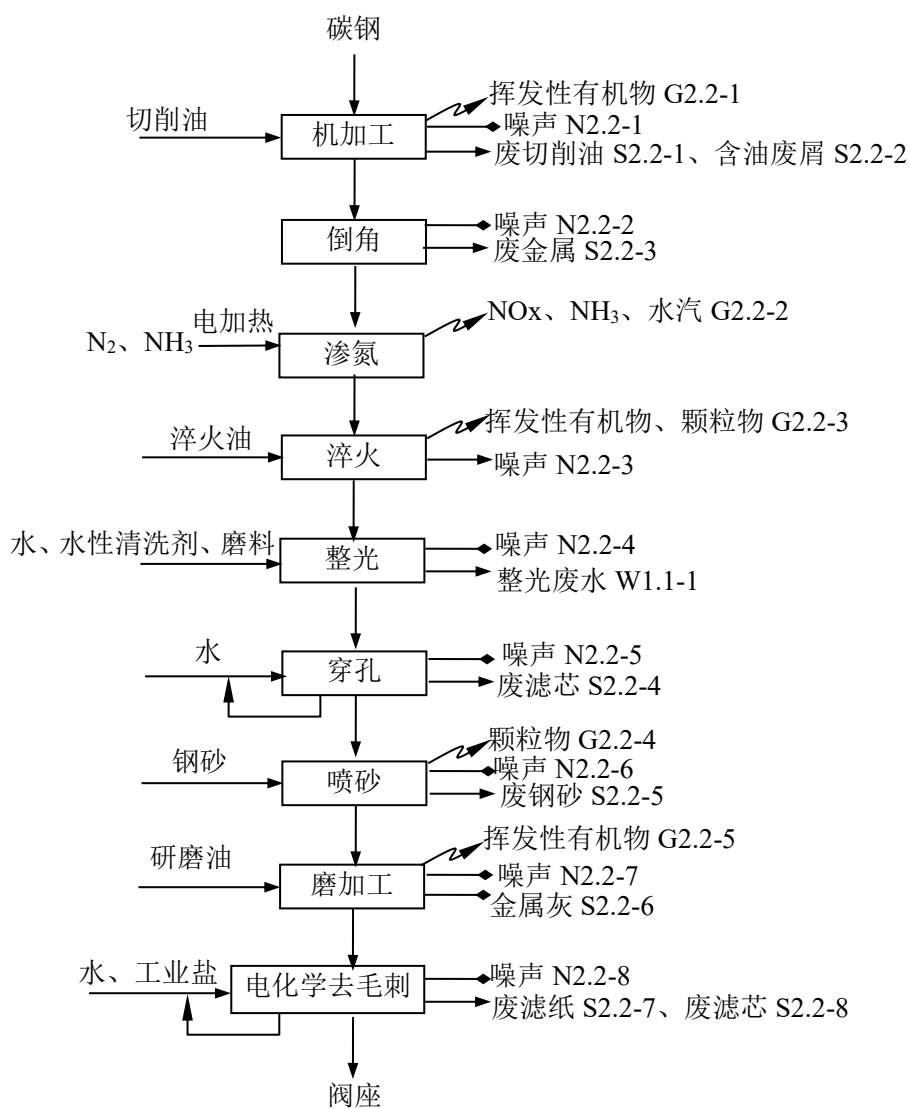 碳钢
挥发性有机物 G2.2-1
切削油
机加工
噪声 N2.2-1
废切削油 S2.2-1、含油废屑 S2.2-2
倒角
噪声 N2.2-2
废金属 S2.2-3
电加热
N₂、NH₃
渗氮
NOx、NH₃、水汽 G2.2-2
淬火油
淬火
挥发性有机物、颗粒物 G2.2-3
噪声 N2.2-3
水、水性清洗剂、磨料
整光
噪声 N2.2-4
整光废水 W1.1-1
水
穿孔
噪声 N2.2-5
废滤芯 S2.2-4
钢砂
喷砂
颗粒物 G2.2-4
噪声 N2.2-6
废钢砂 S2.2-5
研磨油
磨加工
挥发性有机物 G2.2-5
噪声 N2.2-7
金属灰 S2.2-6
水、工业盐
电化学去毛刺
噪声 N2.2-8
废滤纸 S2.2-7、废滤芯 S2.2-8
阀座